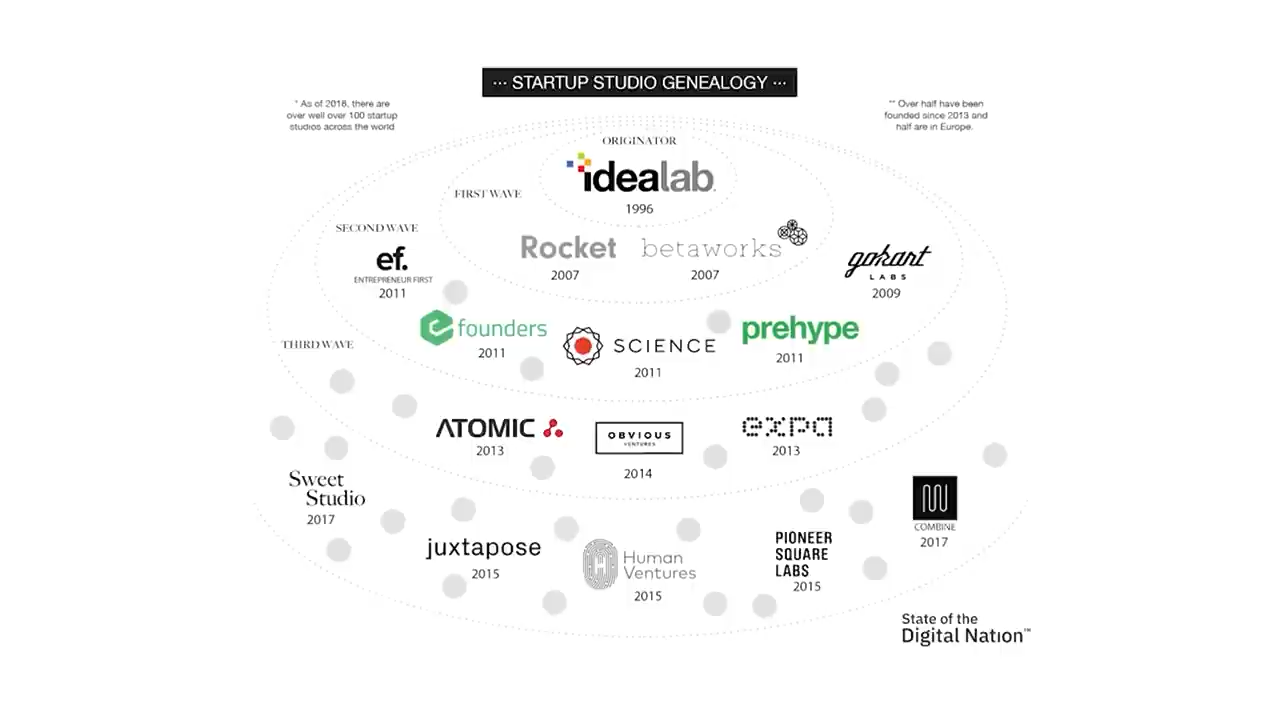 ··· STARTUP STUDIO GENEALOGY ···
* As of 2018, there are
over well over 100 startup
studios across the world
** Over half have been
founded since 2013 and
half are in Europe.
ORIGINATOR
idealab
1996
FIRST WAVE
Rocket
2007
betaworks
2007
SECOND WAVE
ef.
ENTREPRENEUR FIRST
2011
gokart
LABS
2009
e founders
2011
SCIENCE
2011
prehype
2011
THIRD WAVE
ATOMIC
2013
OBVIOUS
VENTURES
2014
expa
2013
Sweet
Studio
2017
COMBINE
2017
juxtapose
2015
Human
Ventures
2015
PIONEER
SQUARE
LABS
2015
State of the
Digital Nation™